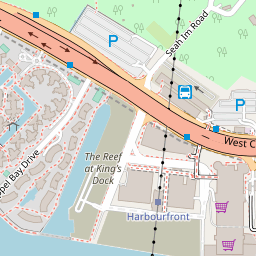 P
Seah Im Road
P
West C
The Reef
at King's
Dock
pel Bay Drive
Harbourfront